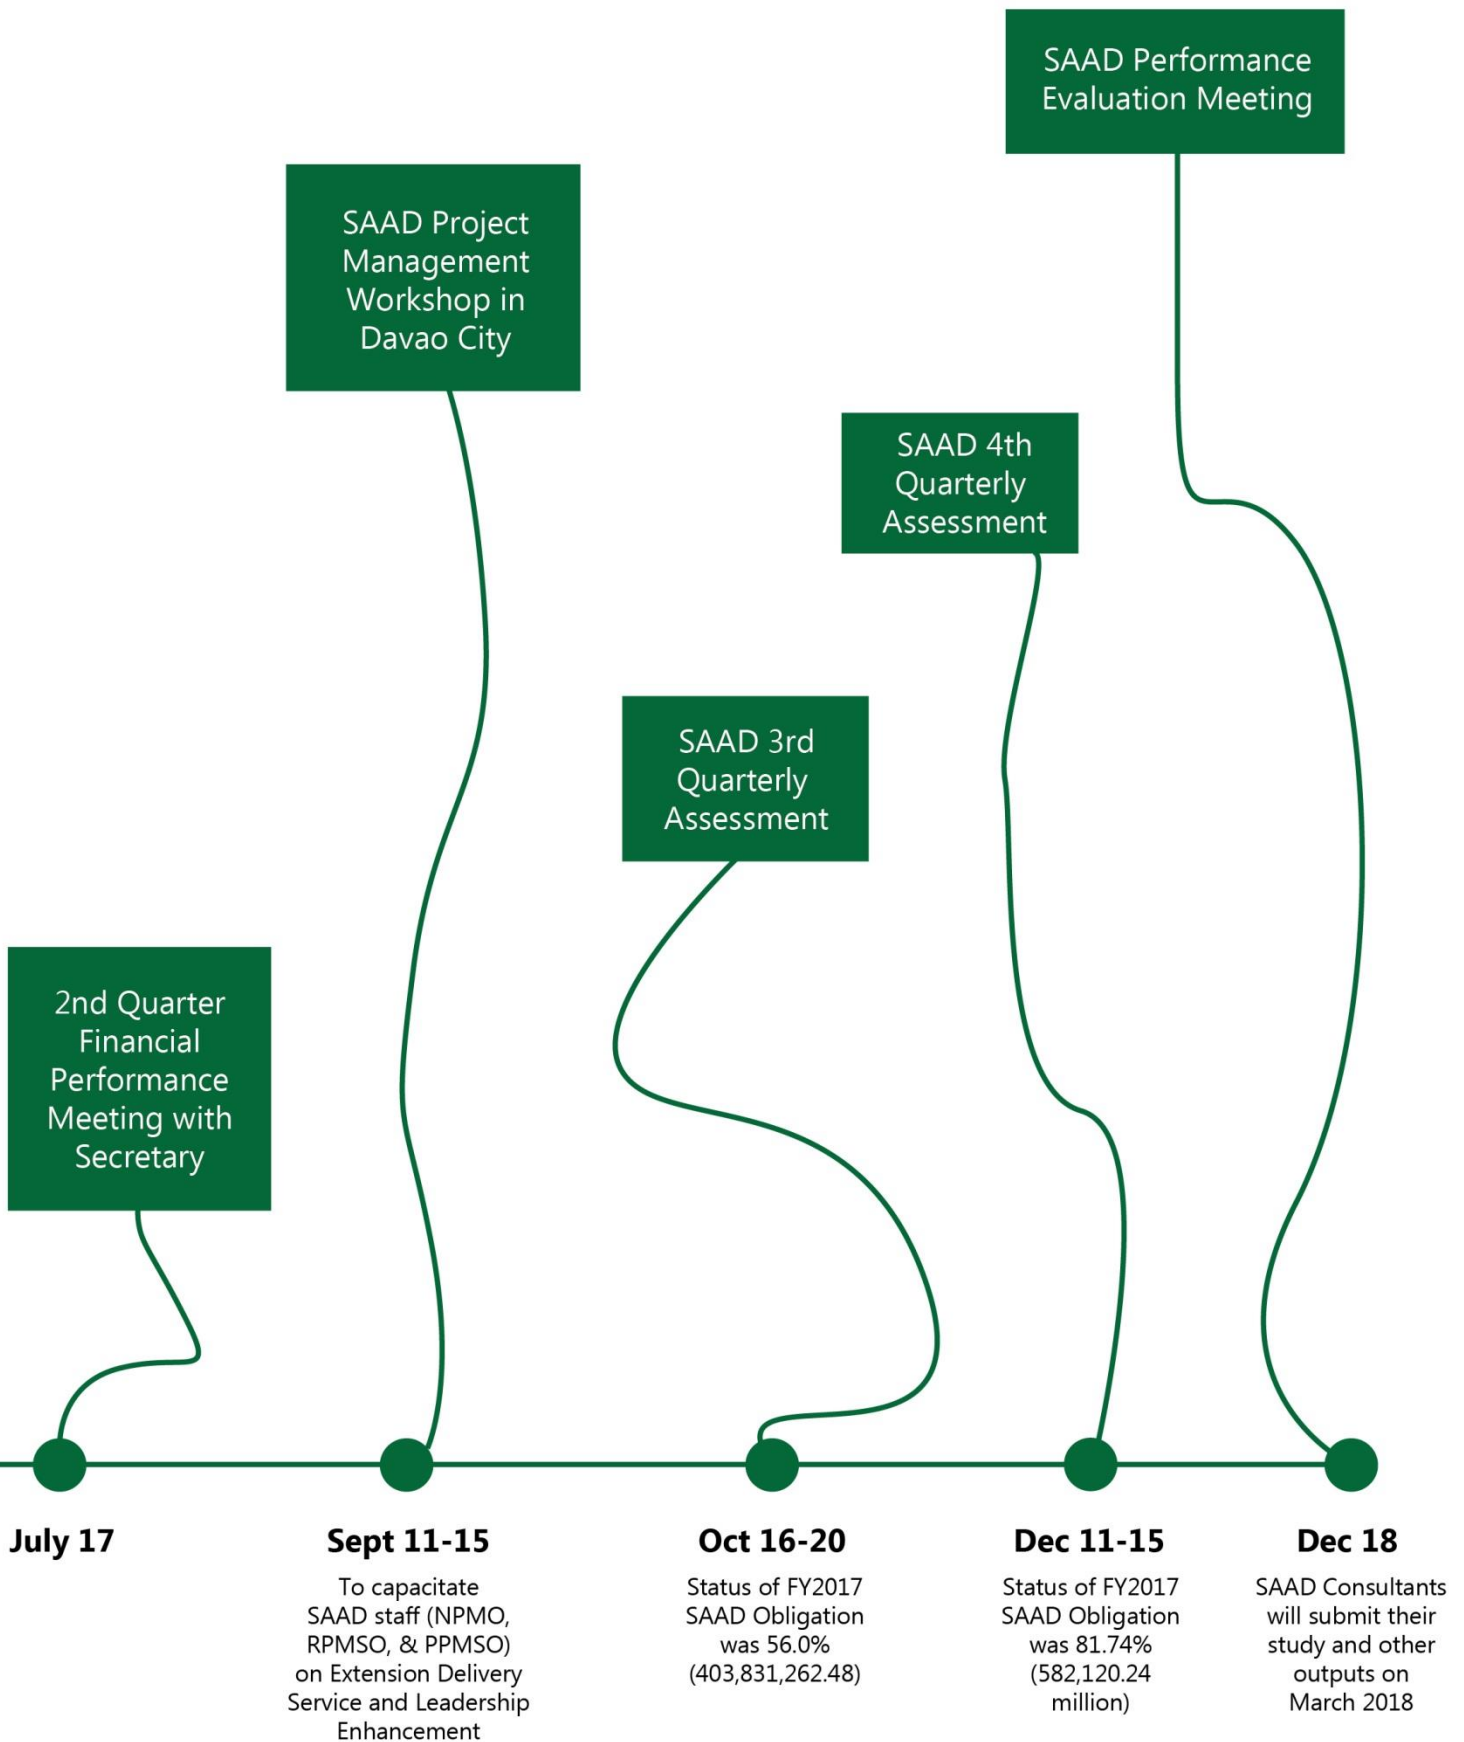 SAAD Performance
Evaluation Meeting
SAAD Project
Management
Workshop in
Davao City
SAAD 4th
Quarterly
Assessment
SAAD 3rd
Quarterly
Assessment
2nd Quarter
Financial
Performance
Meeting with
Secretary
July 17
Sept 11-15
To capacitate
SAAD staff (NPMO,
RPMSO, & PPMSO)
on Extension Delivery
Service and Leadership
Enhancement
Oct 16-20
Status of FY2017
SAAD Obligation
was 56.0%
(403,831,262.48)
Dec 11-15
Status of FY2017
SAAD Obligation
was 81.74%
(582,120.24
million)
Dec 18
SAAD Consultants
will submit their
study and other
outputs on
March 2018